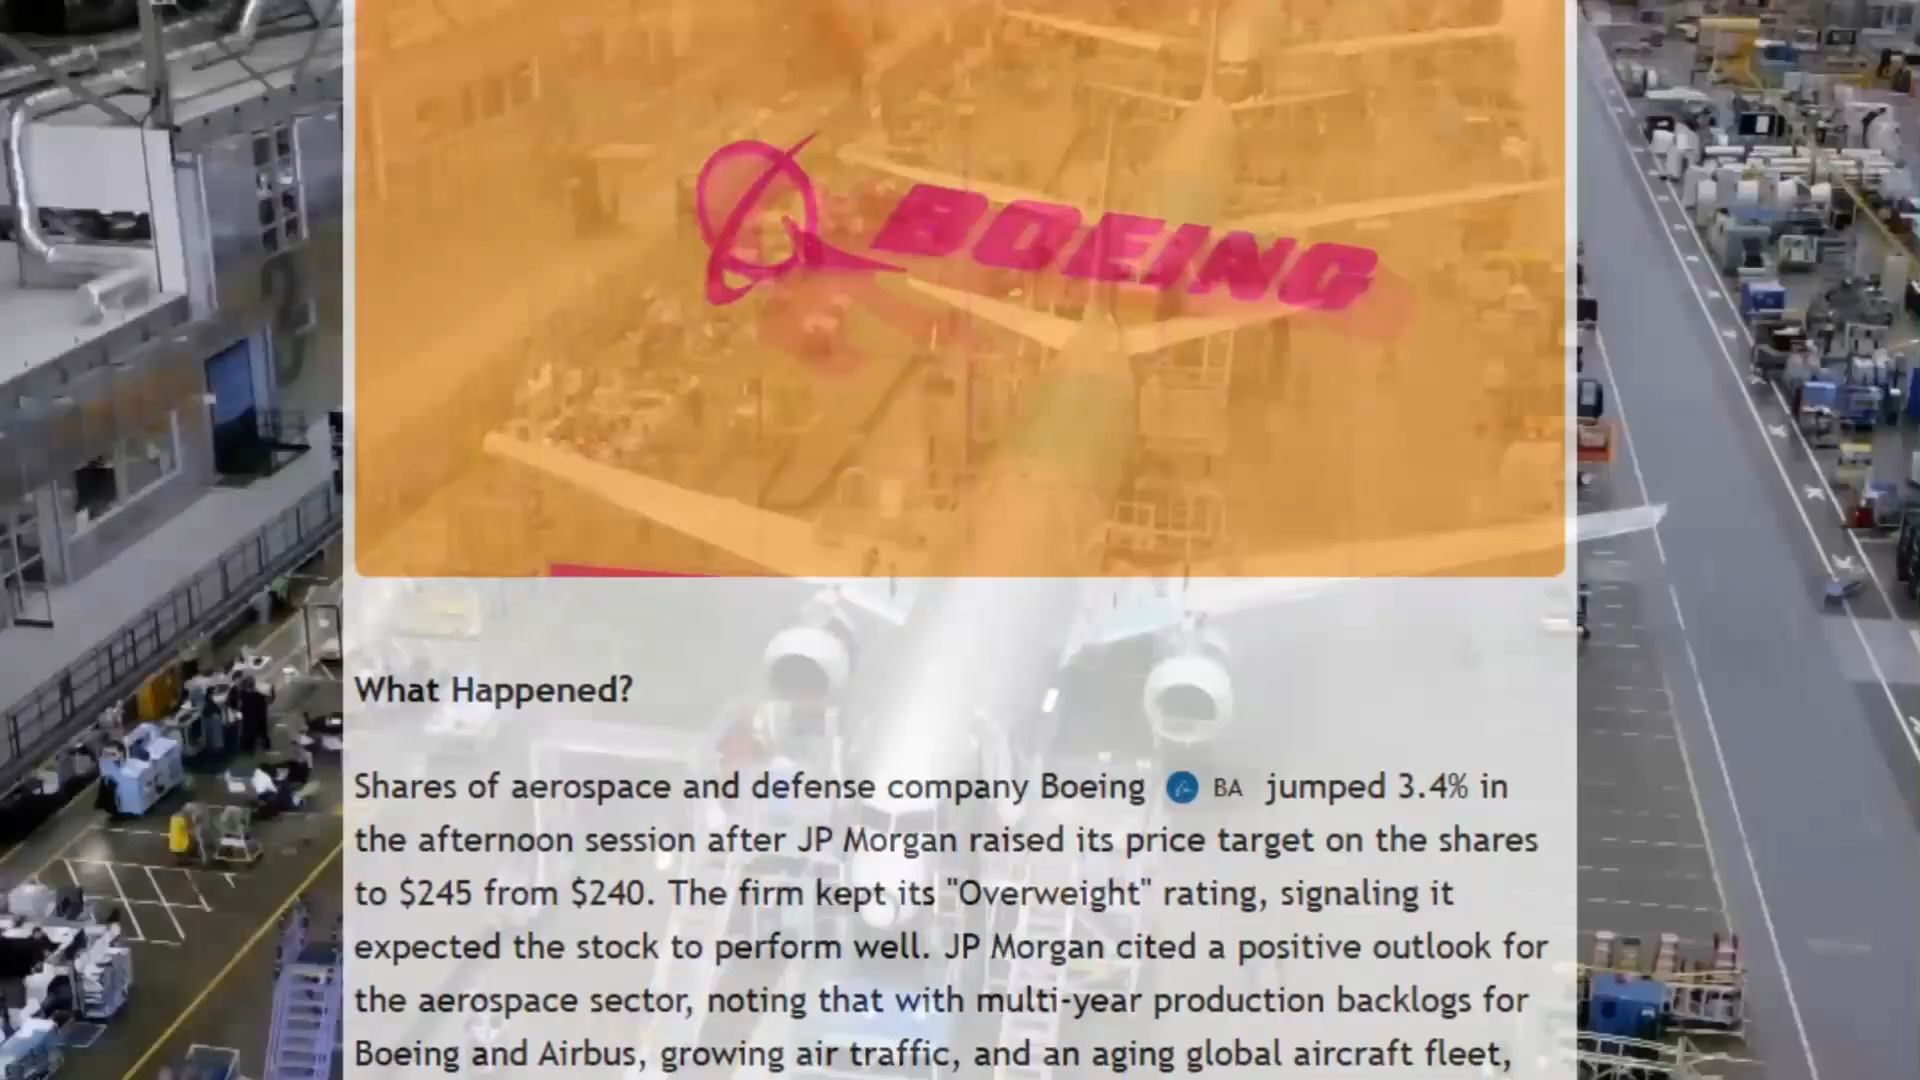 BOEING
What Happened?
Shares of aerospace and defense company Boeing BA jumped 3.4% in
the afternoon session after JP Morgan raised its price target on the shares
to $245 from $240. The firm kept its "Overweight" rating, signaling it
expected the stock to perform well. JP Morgan cited a positive outlook for
the aerospace sector, noting that with multi-year production backlogs for
Boeing and Airbus, growing air traffic, and an aging global aircraft fleet,